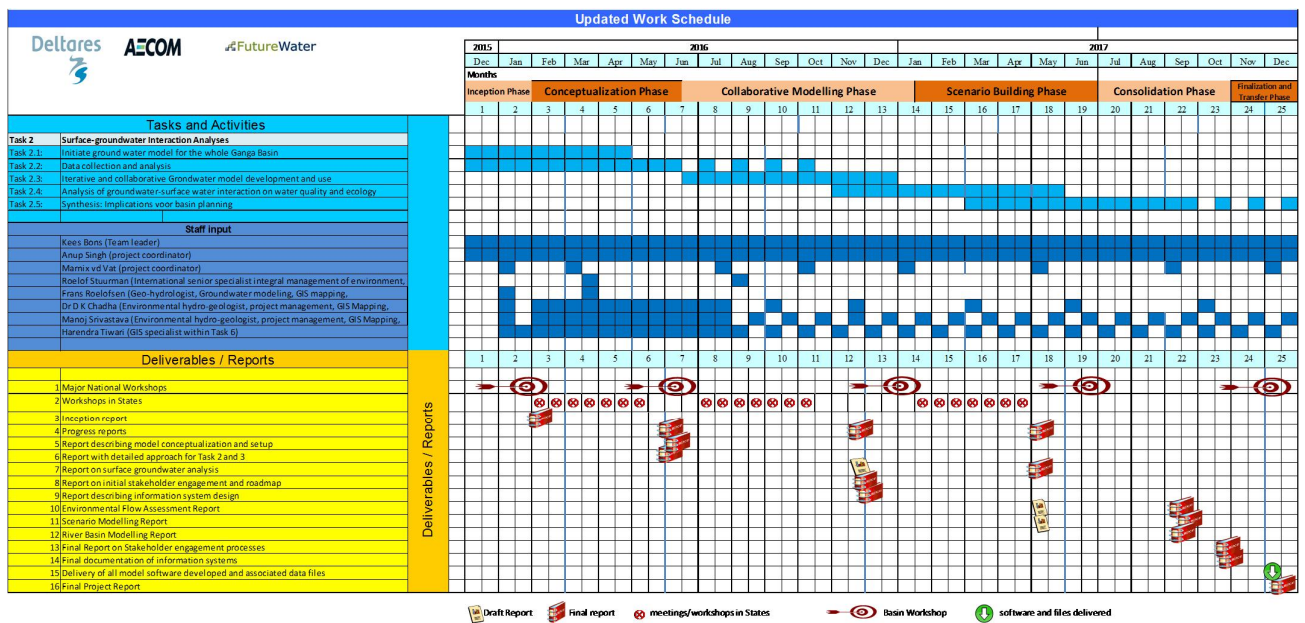 Updated Work Schedule
Deltares AECOM FutureWater
2015 2016 2017
Dec Jan Feb Mar Apr May Jun Jul Aug Sep Oct Nov Dec Jan Feb Mar Apr May Jun Jul Aug Sep Oct Nov Dec
Months
Inception Phase Conceptualization Phase Collaborative Modelling Phase Scenario Building Phase Consolidation Phase Finalization and Transfer Phase
1 2 3 4 5 6 7 8 9 10 11 12 13 14 15 16 17 18 19 20 21 22 23 24 25
Tasks and Activities
Task 2 Surface-groundwater Interaction Analyses
Task 2.1: Initiate ground water model for the whole Ganga Basin
Task 2.2: Data collection and analysis
Task 2.3: Iterative and collaborative Grondwater model development and use
Task 2.4: Analysis of groundwater-surface water interaction on water quality and ecology
Task 2.5: Synthesis: Implications voor basin planning
Staff input
Kees Bons (Team leader)
Anup Singh (project coordinator)
Marnix vd Vat (project coordinator)
Roelof Stuurman (International senior specialist integral management of environment,
Frans Roelofsen (Geo-hydrologist, Groundwater modeling, GIS mapping,
Dr D K Chadha (Environmental hydro-geologist, project management, GIS Mapping,
Manoj Srivastava (Environmental hydro-geologist, project management, GIS Mapping,
Harendra Tiwari (GIS specialist within Task 6)
Deliverables / Reports
1 2 3 4 5 6 7 8 9 10 11 12 13 14 15 16 17 18 19 20 21 22 23 24 25
Deliverables / Reports
1 Major National Workshops
2 Workshops in States
3 Inception report
4 Progress reports
5 Report describing model conceptualization and setup
6 Report with detailed approach for Task 2 and 3
7 Report on surface groundwater analysis
8 Report on initial stakeholder engagement and roadmap
9 Report describing information system design
10 Environmental Flow Assessment Report
11 Scenario Modelling Report
12 River Basin Modelling Report
13 Final Report on Stakeholder engagement processes
14 Final documentation of information systems
15 Delivery of all model software developed and associated data files
16 Final Project Report
Draft Report Final report meetings/workshops in States Basin Workshop software and files delivered